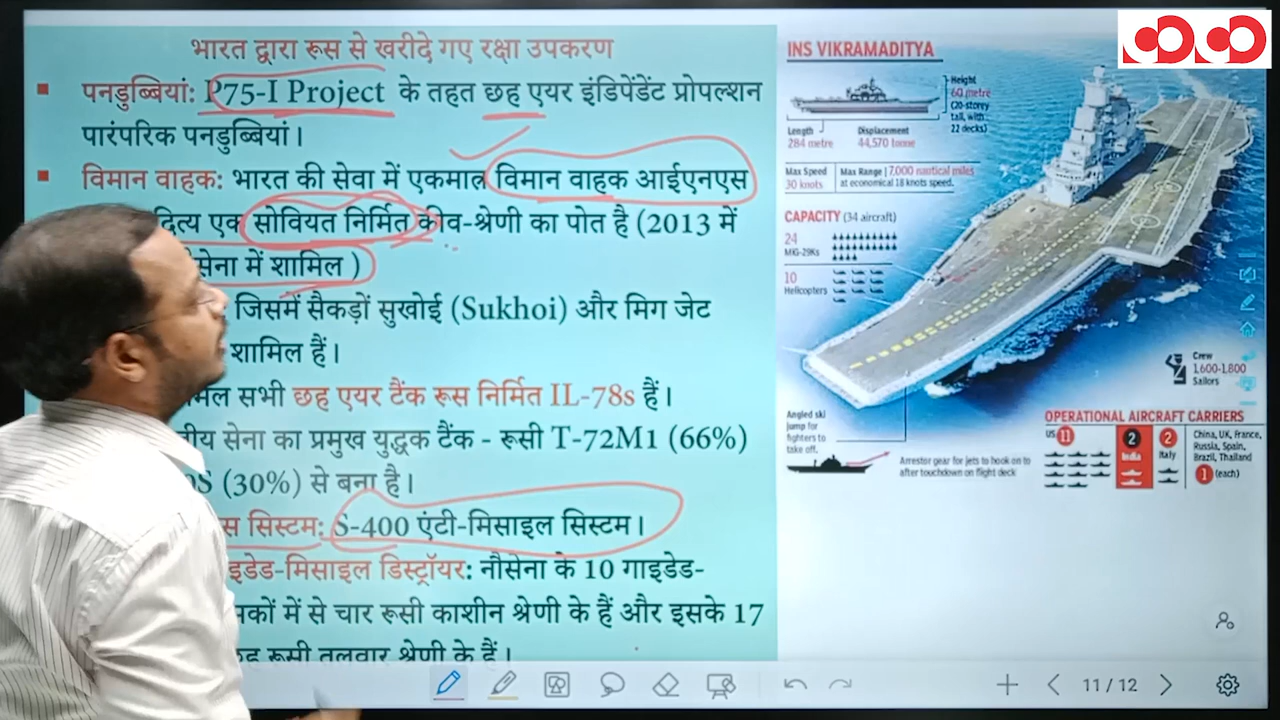 भारत द्वारा रूस से खरीदे गए रक्षा उपकरण
पनडुब्बियां: P75-I Project के तहत छह एयर इंडिपेंडेंट प्रोपल्शन
पारंपरिक पनडुब्बियां।
विमान वाहक: भारत की सेवा में एकमात्र विमान वाहक आईएनएस
एक सोवियत निर्मित कीव-श्रेणी का पोत है (2013 में
सेना में शामिल )
जिसमें सैकड़ों सुखोई (Sukhoi) और मिग जेट
शामिल हैं।
सभी छह एयर टैंक रूस निर्मित IL-78s हैं।
सेना का प्रमुख युद्धक टैंक - रूसी T-72M1 (66%)
(30%) से बना है।
सिस्टम: S-400 एंटी-मिसाइल सिस्टम।
मिसाइल डिस्ट्रॉयर: नौसेना के 10 गाइडेड-
में से चार रूसी काशीन श्रेणी के हैं और इसके 17
रूसी तलवार श्रेणी के हैं।
INS VIKRAMADITYA
Height
60 metre
(20-storey
tall, with
22 decks)
Length
284 metre
Displacement
44,570 tonne
Max Speed
30 knots
Max Range 7,000 nautical miles
at economical 18 knots speed.
CAPACITY (34 aircraft)
24
MiG-29Ks
10
Helicopters
Crew
1,600-1,800
Sailors
Angled ski
jump for
fighters to
take off.
Arrestor gear for jets to hook on to
after touchdown on flight deck
OPERATIONAL AIRCRAFT CARRIERS
US 11
2
India
2
Italy
China, UK, France,
Russia, Spain,
Brazil, Thailand
1 (each)
11 / 12